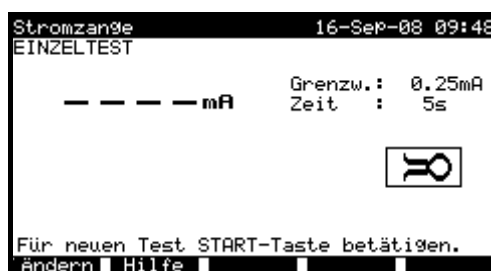 Stromzange 16-Sep-08 09:48
EINZELTEST
Grenzw.: 0.25mA
----mA Zeit : 5s
Für neuen Test START-Taste betätigen.
Ändern Hilfe